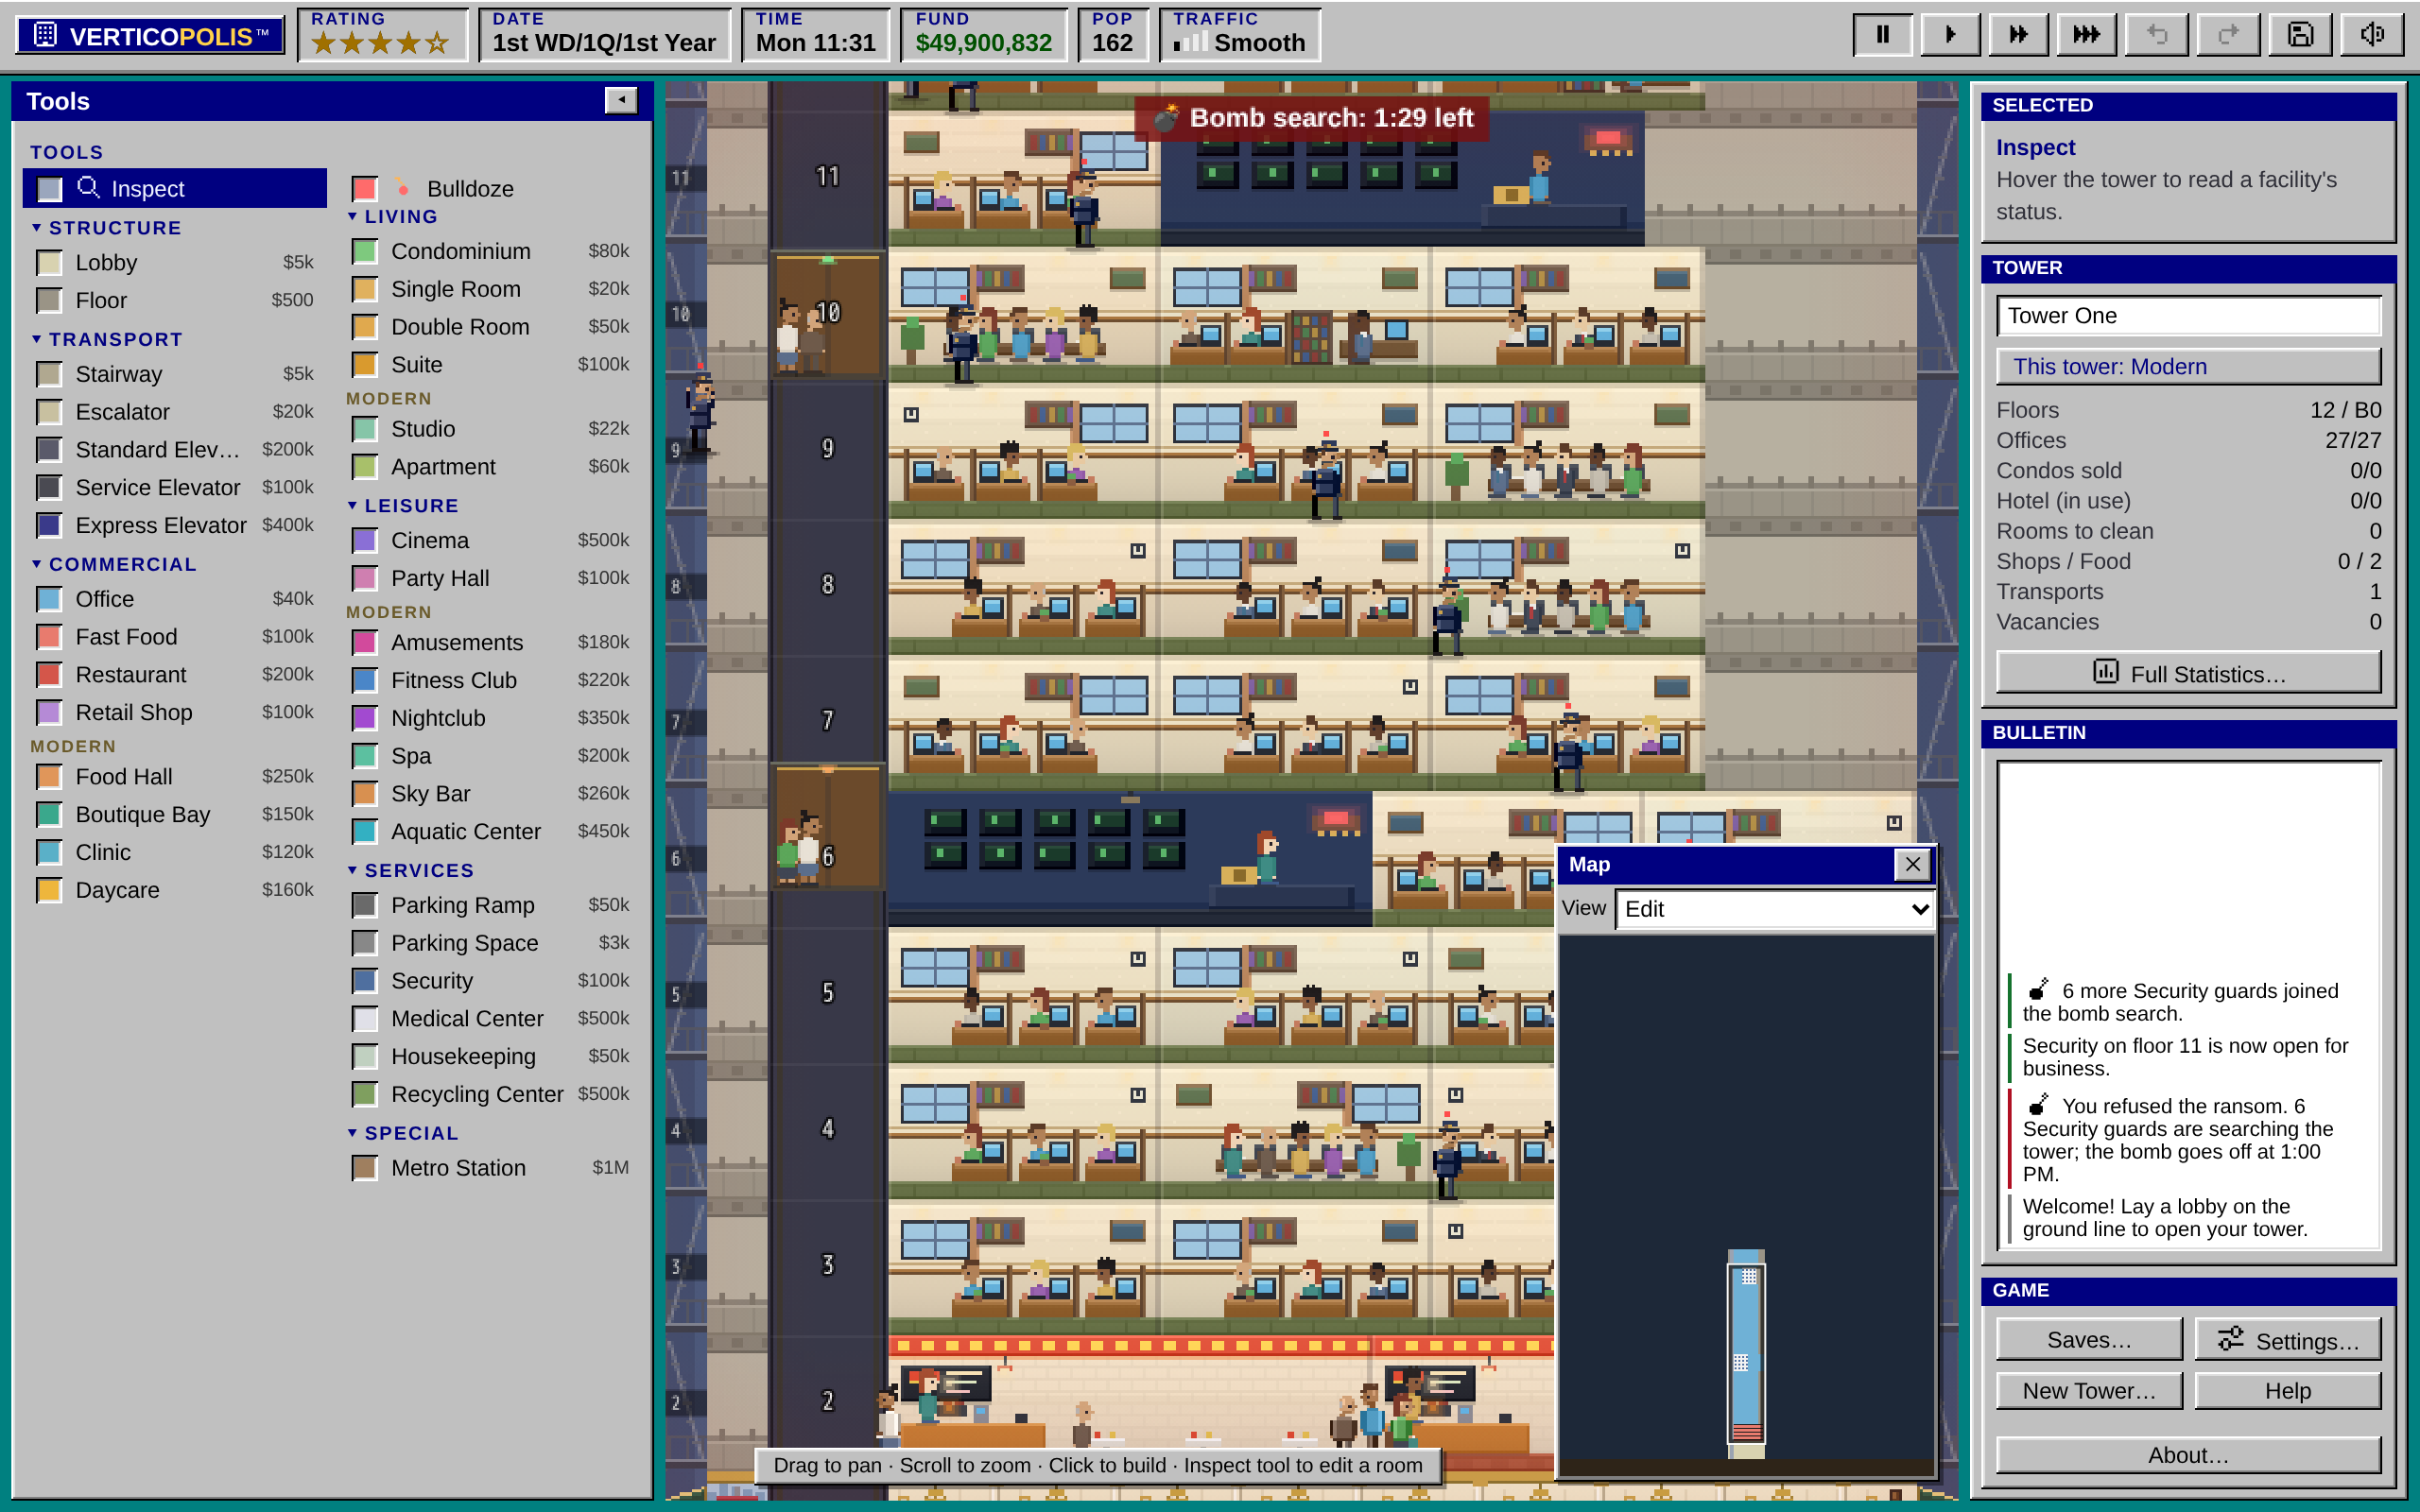 VERTICOPOLIS™
RATING
DATE
1st WD/1Q/1st Year
TIME
Mon 11:31
FUND
$49,900,832
POP
162
TRAFFIC
Smooth
Tools
TOOLS
Inspect
STRUCTURE
Lobby $5k
Floor $500
TRANSPORT
Stairway $5k
Escalator $20k
Standard Elev… $200k
Service Elevator $100k
Express Elevator $400k
COMMERCIAL
Office $40k
Fast Food $100k
Restaurant $200k
Retail Shop $100k
MODERN
Food Hall $250k
Boutique Bay $150k
Clinic $120k
Daycare $160k
Bulldoze
LIVING
Condominium $80k
Single Room $20k
Double Room $50k
Suite $100k
MODERN
Studio $22k
Apartment $60k
LEISURE
Cinema $500k
Party Hall $100k
MODERN
Amusements $180k
Fitness Club $220k
Nightclub $350k
Spa $200k
Sky Bar $260k
Aquatic Center $450k
SERVICES
Parking Ramp $50k
Parking Space $3k
Security $100k
Medical Center $500k
Housekeeping $50k
Recycling Center $500k
SPECIAL
Metro Station $1M
Bomb search: 1:29 left
11 11
10 10
9 9
8 8
7 7
6 6
5 5
4 4
3 3
2 2
Drag to pan · Scroll to zoom · Click to build · Inspect tool to edit a room
Map
View Edit
SELECTED
Inspect
Hover the tower to read a facility's
status.
TOWER
Tower One
This tower: Modern
Floors 12 / B0
Offices 27/27
Condos sold 0/0
Hotel (in use) 0/0
Rooms to clean 0
Shops / Food 0 / 2
Transports 1
Vacancies 0
Full Statistics…
BULLETIN
6 more Security guards joined
the bomb search.
Security on floor 11 is now open for
business.
You refused the ransom. 6
Security guards are searching the
tower; the bomb goes off at 1:00
PM.
Welcome! Lay a lobby on the
ground line to open your tower.
GAME
Saves…
Settings…
New Tower…
Help
About…